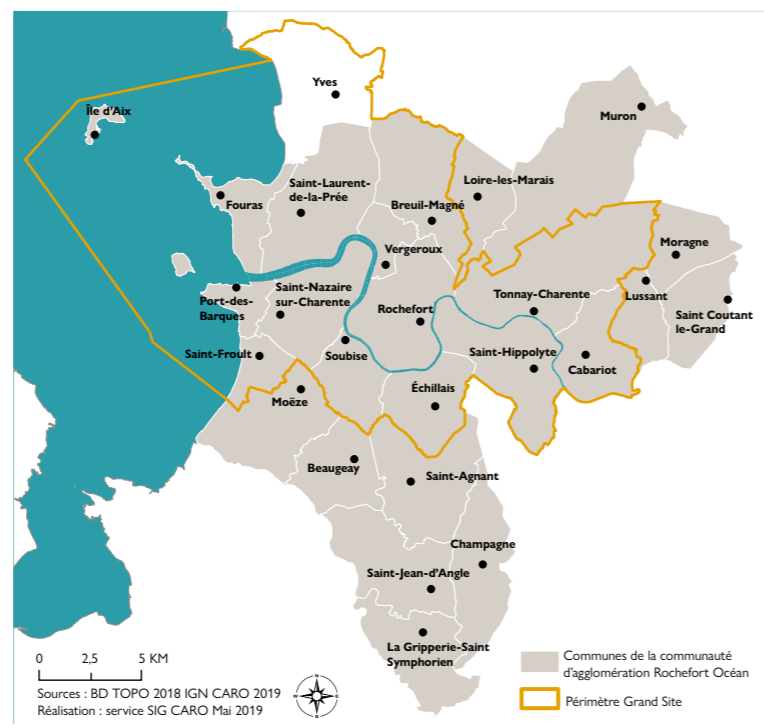 Yves
Île d'Aix
Muron
Saint-Laurent-
de-la-Prée
Loire-les-Marais
Fouras
Breuil-Magné
Vergeroux
Moragne
Saint-Nazaire
sur-Charente
Port-des-
Barques
Tonnay-Charente
Lussant
Rochefort
Saint Coutant
le-Grand
Saint-Froult
Soubise
Saint-Hippolyte
Cabariot
Moëze
Échillais
Beaugeay
Saint-Agnant
Champagne
Saint-Jean-d'Angle
La Gripperie-Saint
Symphorien
0 2,5 5 KM
Sources : BD TOPO 2018 IGN CARO 2019
Réalisation : service SIG CARO Mai 2019
N
E
S
W
Communes de la communauté
d'agglomération Rochefort Océan
Périmètre Grand Site